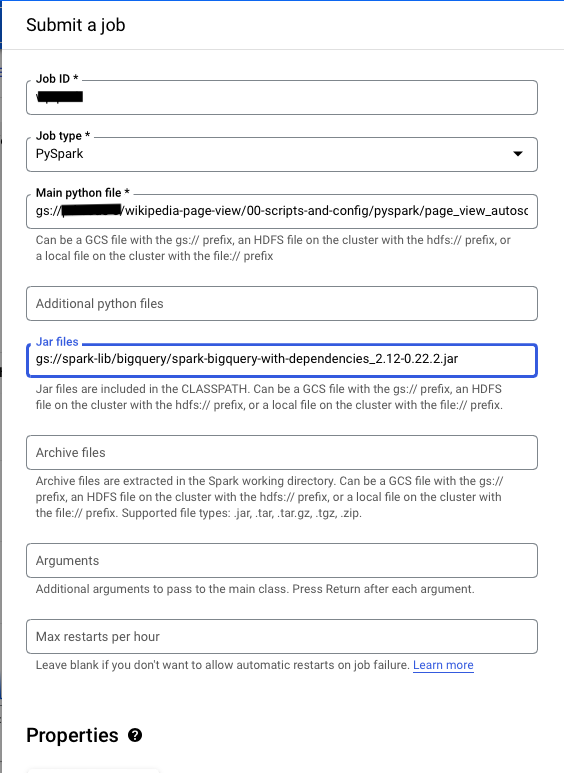 Submit a job
Job ID *
Job type *
PySpark
Main python file *
gs:// /wikipedia-page-view/00-scripts-and-config/pyspark/page_view_autosc
Can be a GCS file with the gs:// prefix, an HDFS file on the cluster with the hdfs:// prefix, or
a local file on the cluster with the file:// prefix
Additional python files
Jar files
gs://spark-lib/bigquery/spark-bigquery-with-dependencies_2.12-0.22.2.jar
Jar files are included in the CLASSPATH. Can be a GCS file with the gs:// prefix, an HDFS
file on the cluster with the hdfs:// prefix, or a local file on the cluster with the file:// prefix.
Archive files
Archive files are extracted in the Spark working directory. Can be a GCS file with the gs://
prefix, an HDFS file on the cluster with the hdfs:// prefix, or a local file on the cluster with
the file:// prefix. Supported file types: .jar, .tar, .tar.gz, .tgz, .zip.
Arguments
Additional arguments to pass to the main class. Press Return after each argument.
Max restarts per hour
Leave blank if you don't want to allow automatic restarts on job failure. Learn more
Properties ?